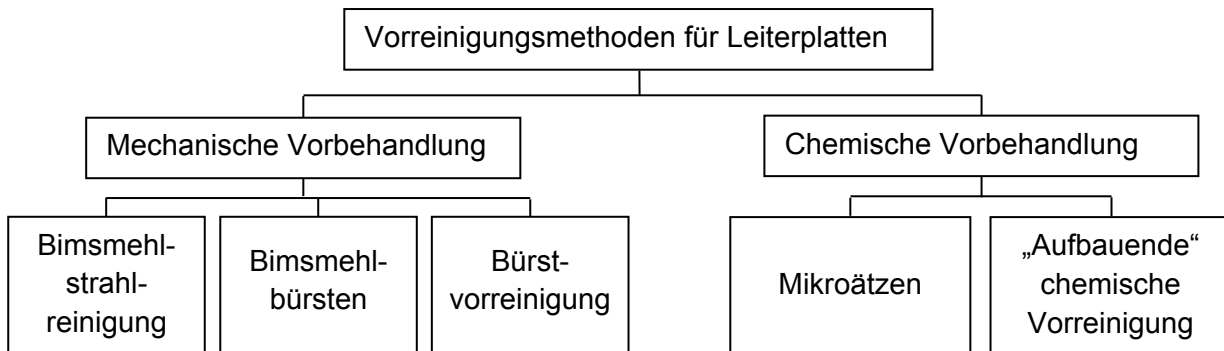 Vorreinigungsmethoden für Leiterplatten
Mechanische Vorbehandlung
Chemische Vorbehandlung
Bimsmehl-
strahl-
reinigung
Bimsmehl-
bürsten
Bürst-
vorreinigung
Mikroätzen
„Aufbauende“
chemische
Vorreinigung